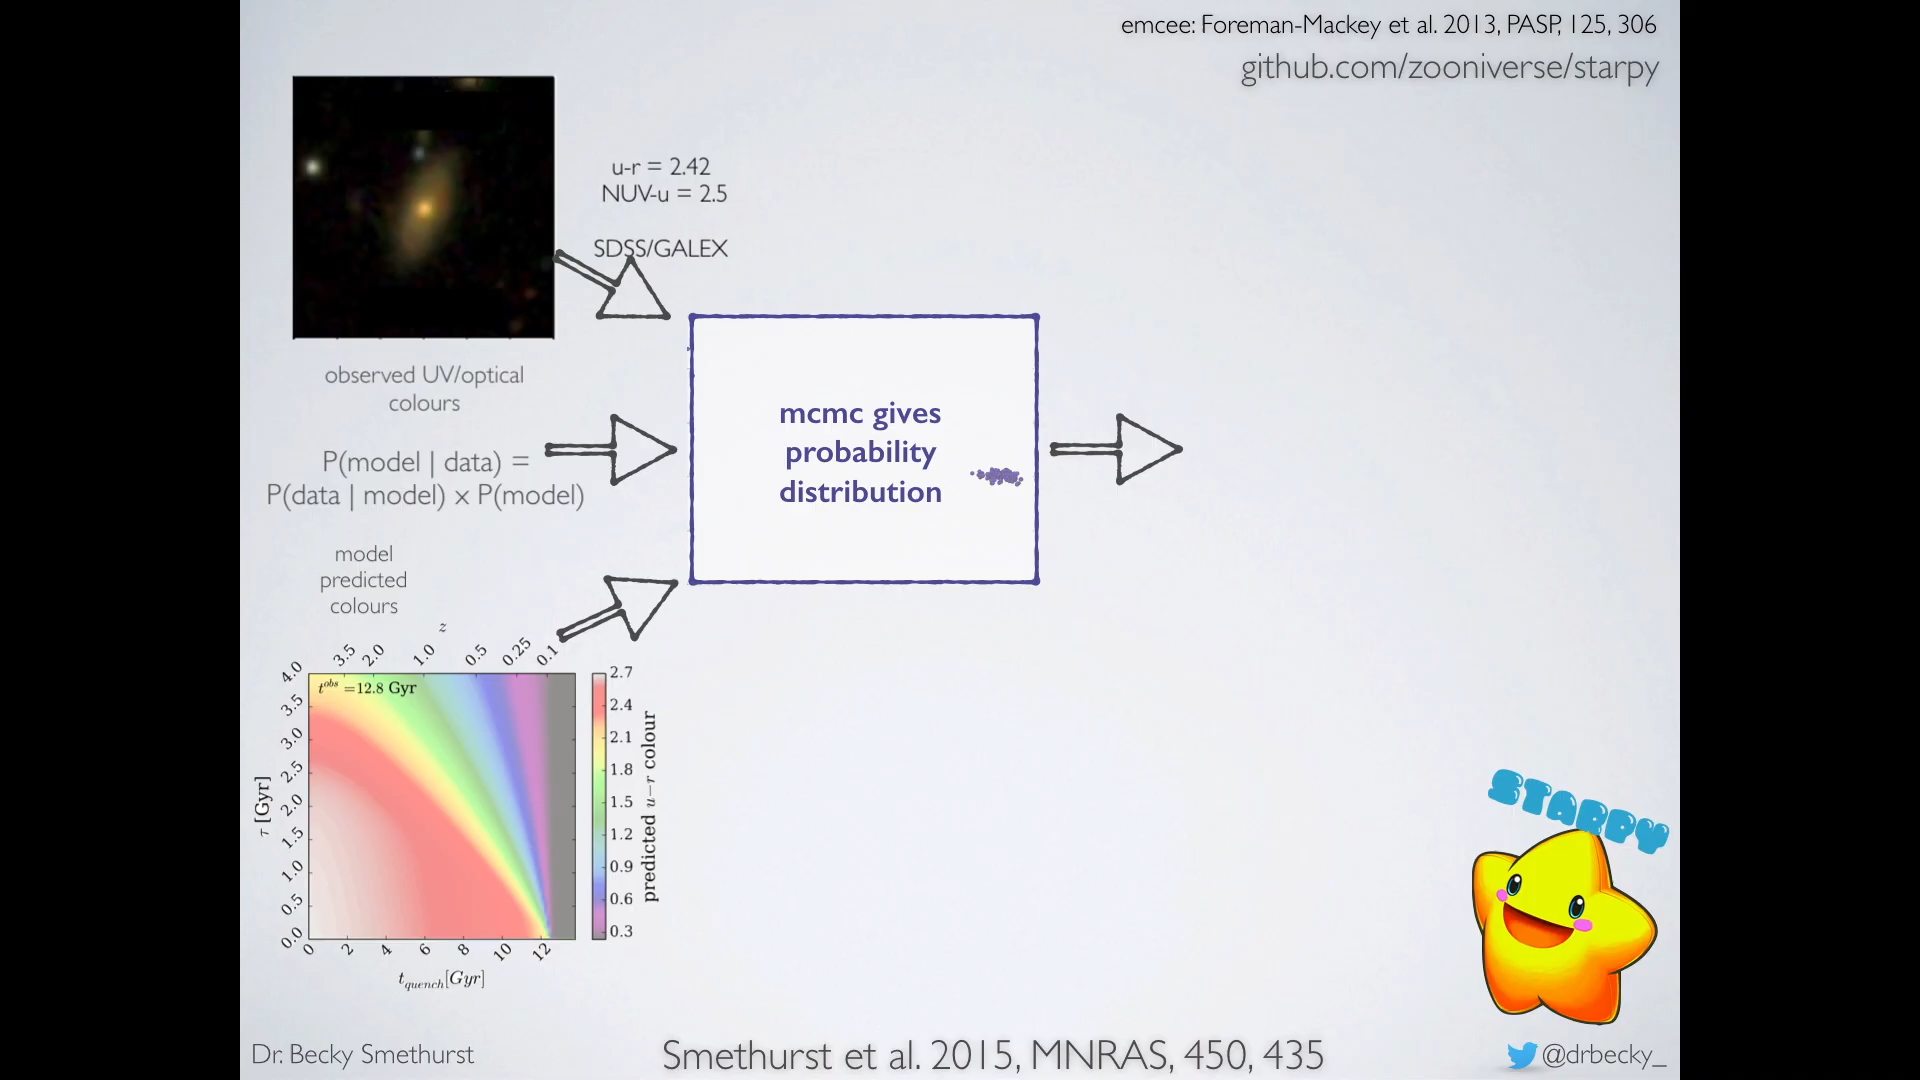 emcee: Foreman-Mackey et al. 2013, PASP, 125, 306
github.com/zooniverse/starpy
u-r = 2.42
NUV-u = 2.5
SDSS/GALEX
observed UV/optical
colours
P(model | data) =
P(data | model) x P(model)
mcmc gives
probability
distribution
model
predicted
colours
z
3.5 2.0 1.0 0.5 0.25 0.1
t^obs =12.8 Gyr
4.0
3.5
3.0
2.5
2.0
1.5
1.0
0.5
0.0
τ [Gyr]
0 2 4 6 8 10 12
t_quench[Gyr]
2.7
2.4
2.1
1.8
1.5
1.2
0.9
0.6
0.3
predicted u−r colour
STARPY
Dr. Becky Smethurst
Smethurst et al. 2015, MNRAS, 450, 435
@drbecky_